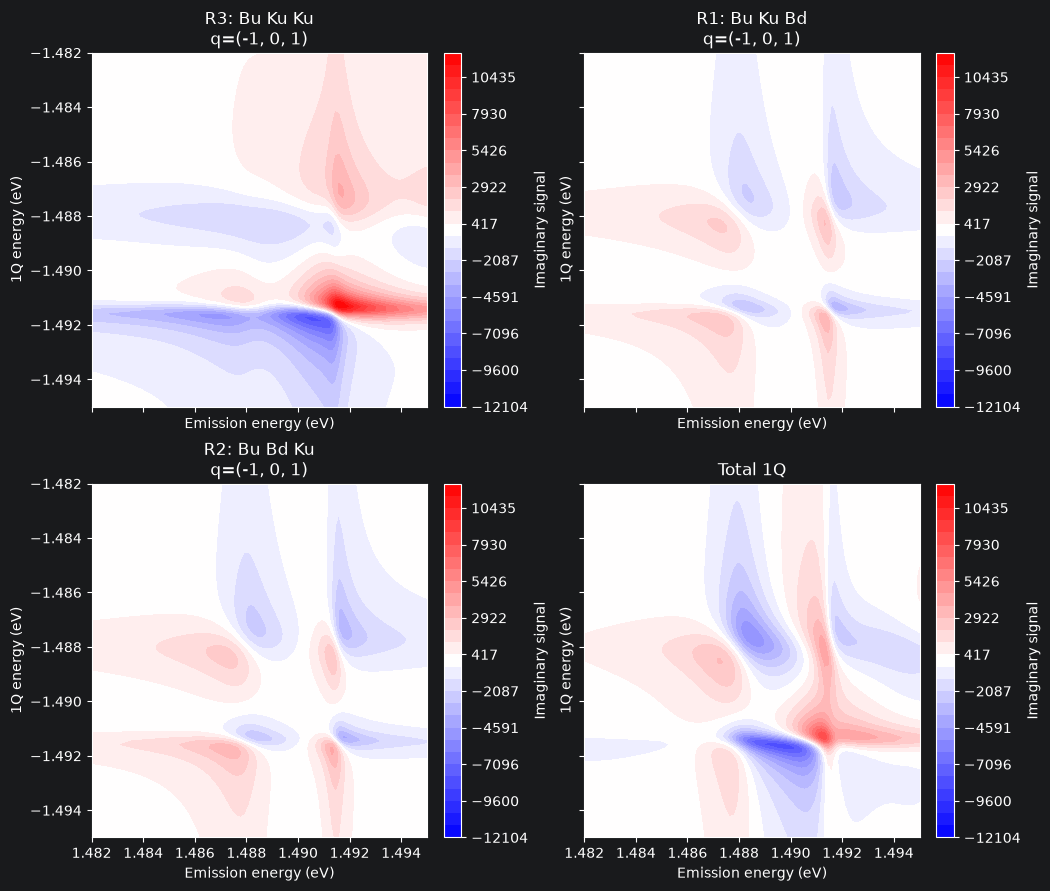 R3: Bu Ku Ku
q=(-1, 0, 1)
−1.482
−1.484
−1.486
−1.488
−1.490
−1.492
−1.494
1Q energy (eV)
Emission energy (eV)
10435
7930
5426
2922
417
−2087
−4591
−7096
−9600
−12104
Imaginary signal
R1: Bu Ku Bd
q=(-1, 0, 1)
1Q energy (eV)
Emission energy (eV)
10435
7930
5426
2922
417
−2087
−4591
−7096
−9600
−12104
Imaginary signal
R2: Bu Bd Ku
q=(-1, 0, 1)
−1.482
−1.484
−1.486
−1.488
−1.490
−1.492
−1.494
1Q energy (eV)
1.482 1.484 1.486 1.488 1.490 1.492 1.494
Emission energy (eV)
10435
7930
5426
2922
417
−2087
−4591
−7096
−9600
−12104
Imaginary signal
Total 1Q
1Q energy (eV)
1.482 1.484 1.486 1.488 1.490 1.492 1.494
Emission energy (eV)
10435
7930
5426
2922
417
−2087
−4591
−7096
−9600
−12104
Imaginary signal